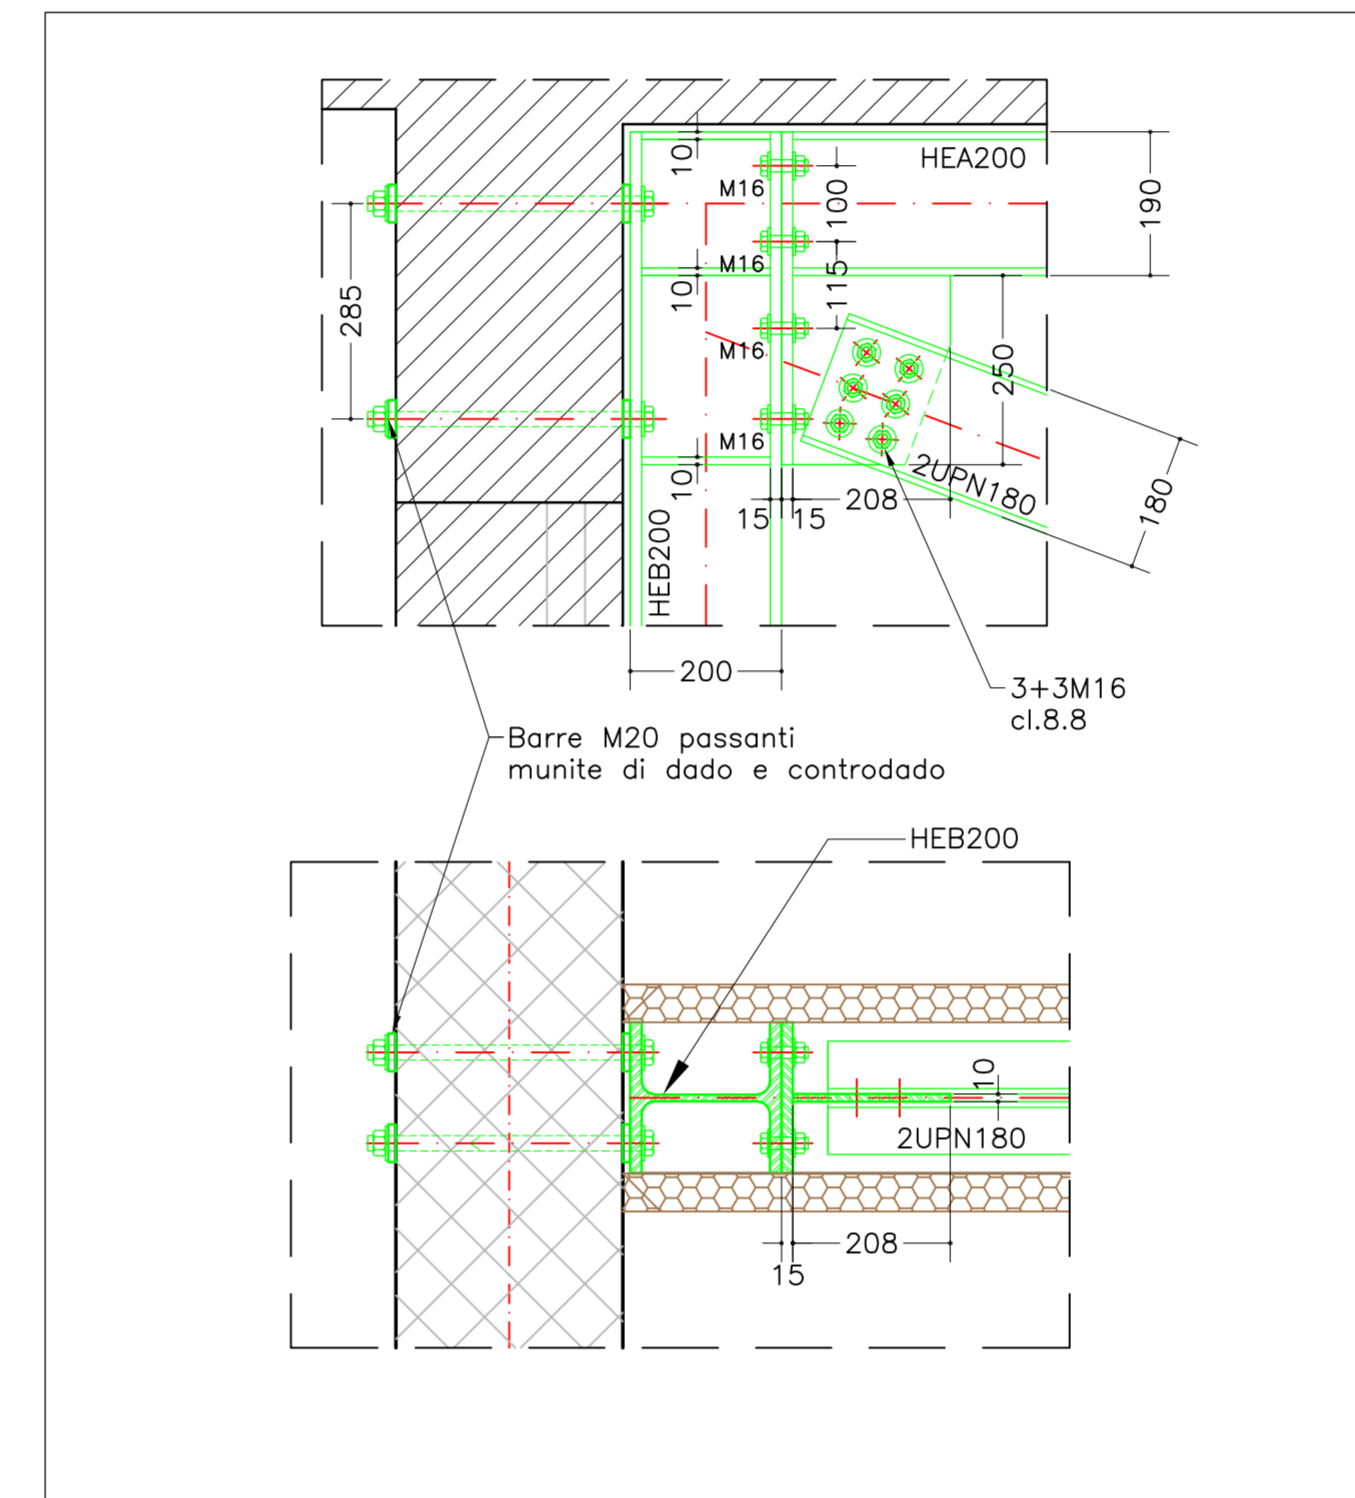 HEA200
10
M16
100
190
M16
10
115
285
M16
250
M16
10
2UPN180
15
15
208
180
HEB200
200
3+3M16
cl.8.8
Barre M20 passanti
munite di dado e controdado
HEB200
10
2UPN180
208
15